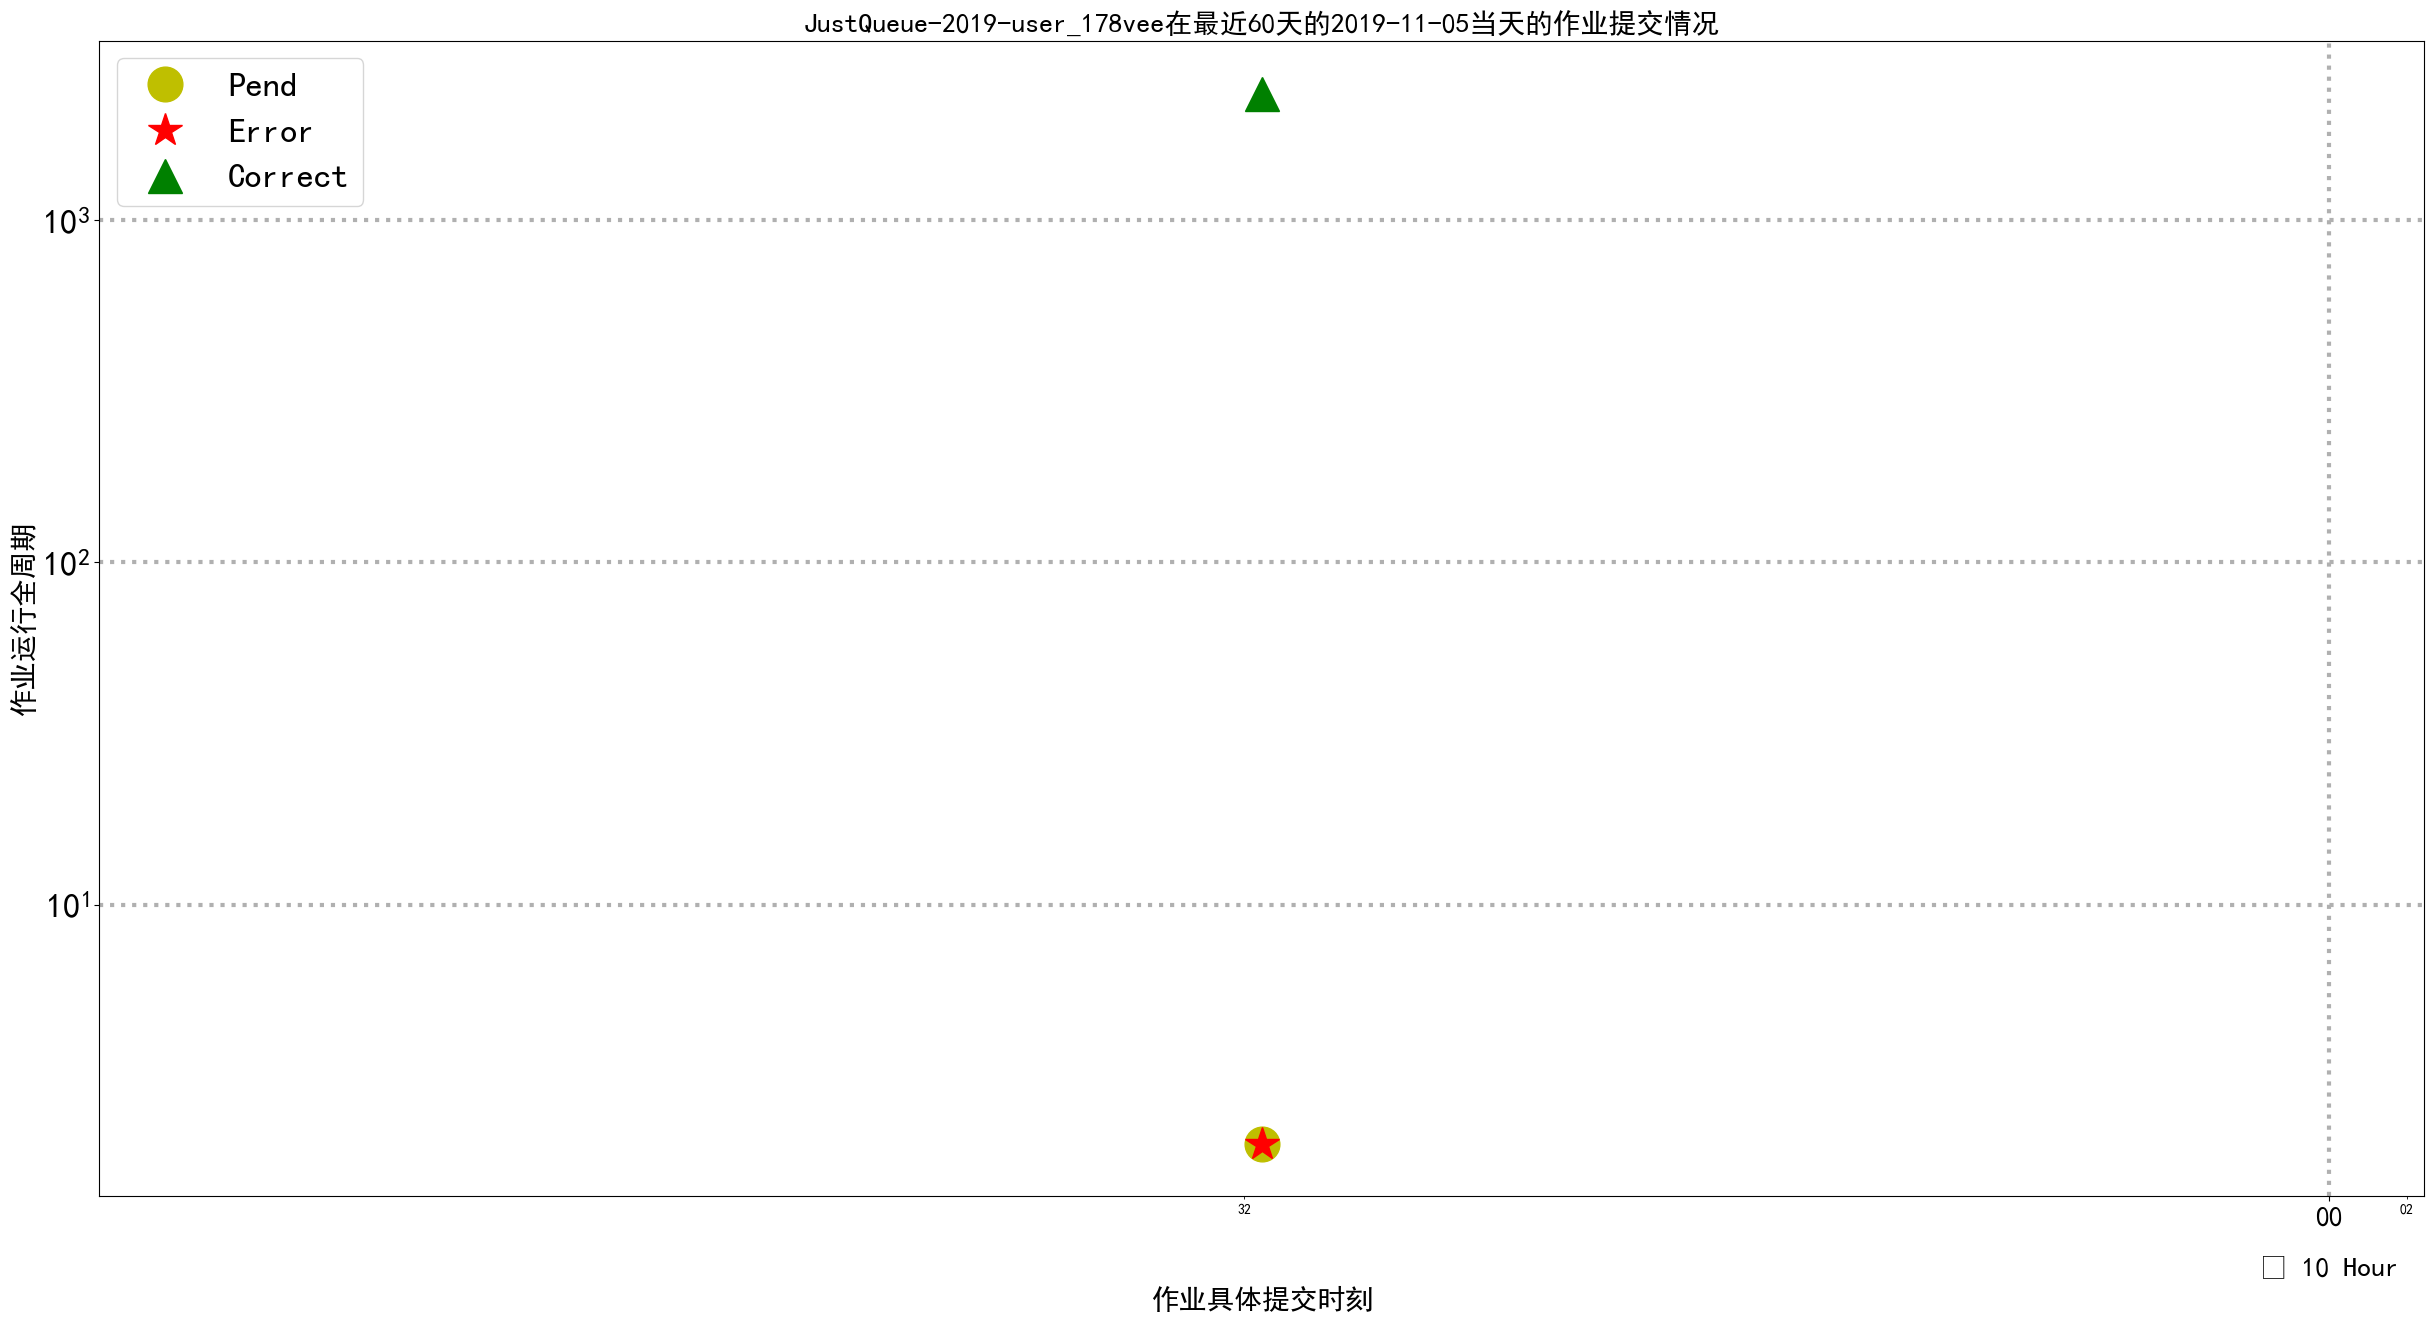 JustQueue-2019-user_178vee在最近60天的2019-11-05当天的作业提交情况
Pend
Error
Correct
10³
10²
10¹
作业运行全周期
32
00
02
10 Hour
作业具体提交时刻